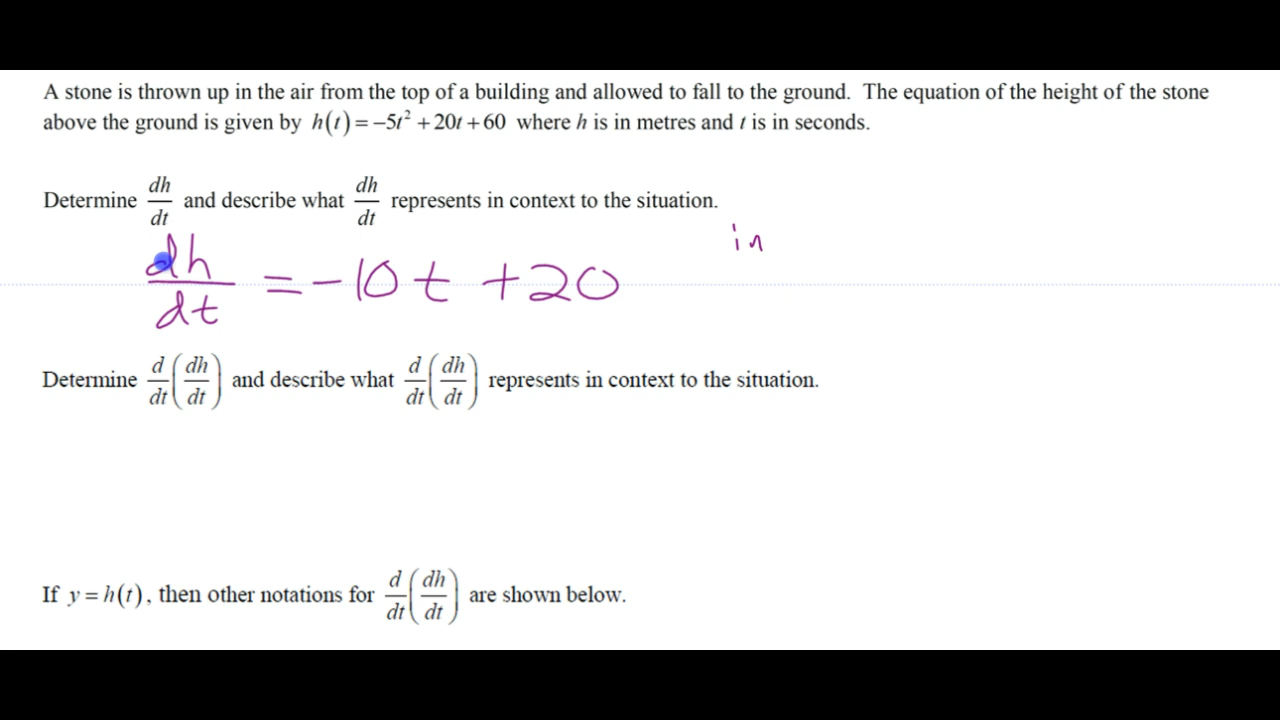 A stone is thrown up in the air from the top of a building and allowed to fall to the ground. The equation of the height of the stone
above the ground is given by h(t) = −5t² + 20t + 60 where h is in metres and t is in seconds.
Determine dh/dt and describe what dh/dt represents in context to the situation.
in
dh/dt = −10t + 20
Determine d/dt(dh/dt) and describe what d/dt(dh/dt) represents in context to the situation.
If y = h(t), then other notations for d/dt(dh/dt) are shown below.